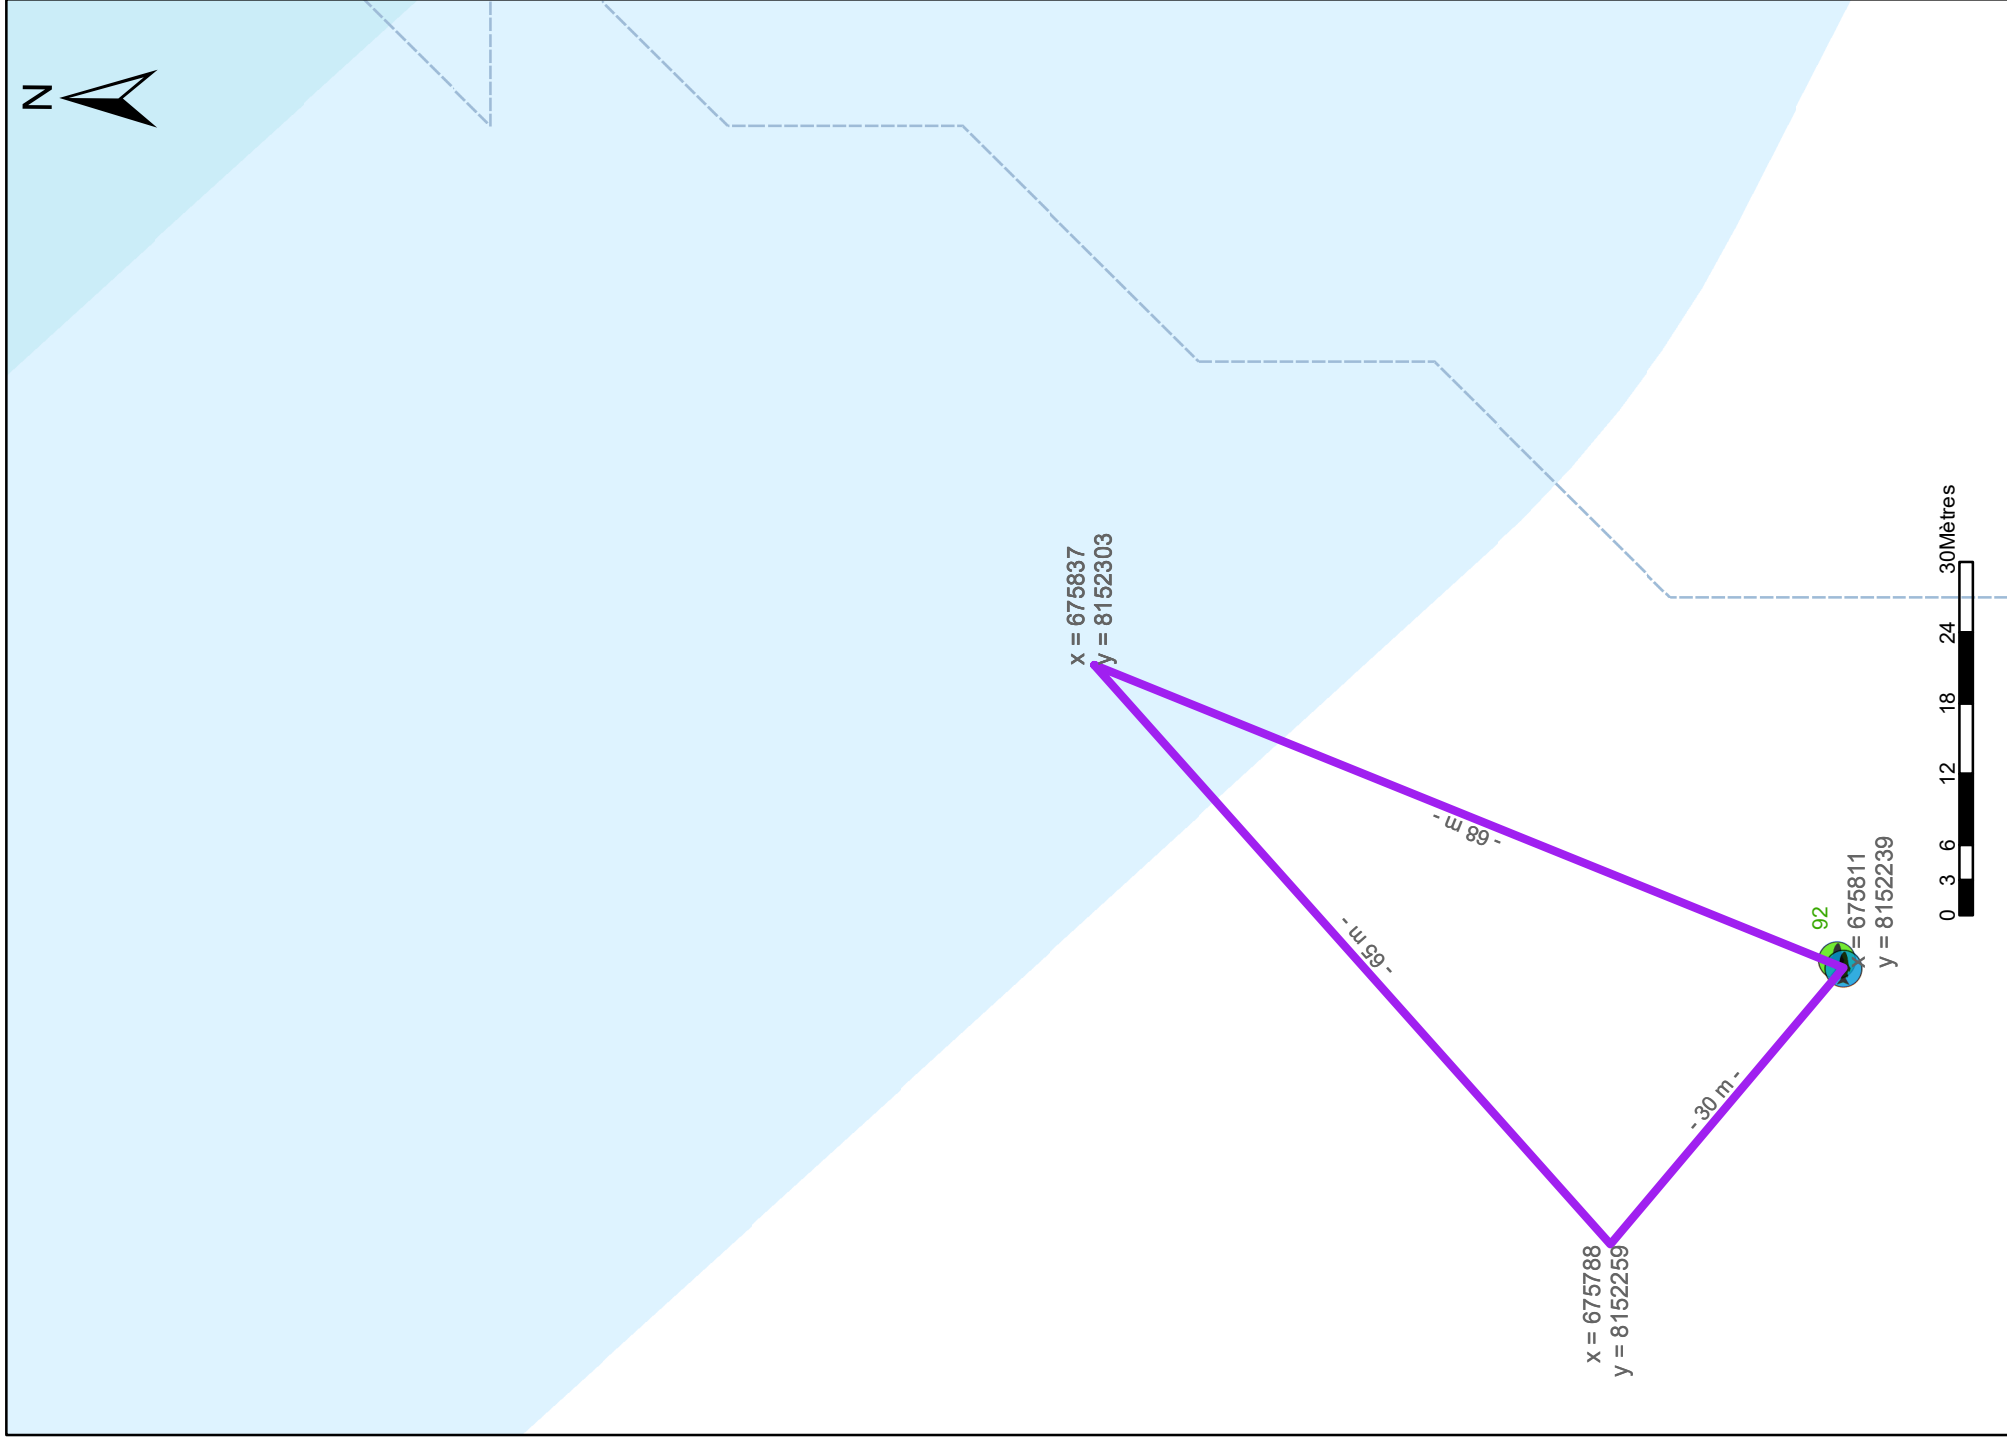 N
x = 675837
y = 8152303
- 68 m -
- 65 m -
92
x = 675811
y = 8152239
- 30 m -
x = 675788
y = 8152259
0 3 6 12 18 24 30Mètres